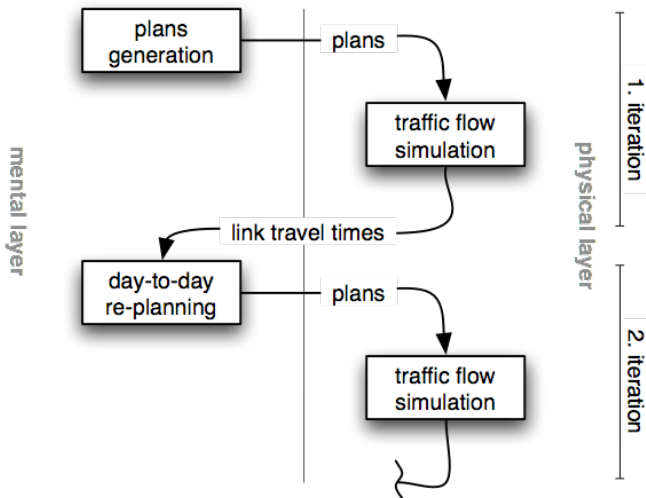 plans
generation
plans
traffic flow
simulation
1. iteration
mental layer
physical layer
link travel times
day-to-day
re-planning
plans
traffic flow
simulation
2. iteration